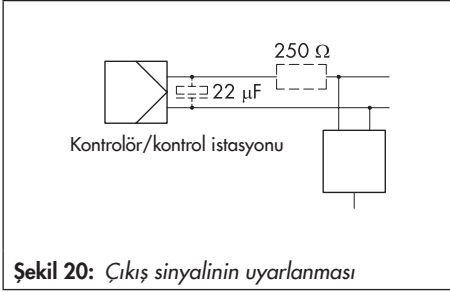 250 Ω
22 µF
Kontrolör/kontrol istasyonu
Şekil 20: Çıkış sinyalinin uyarlanması